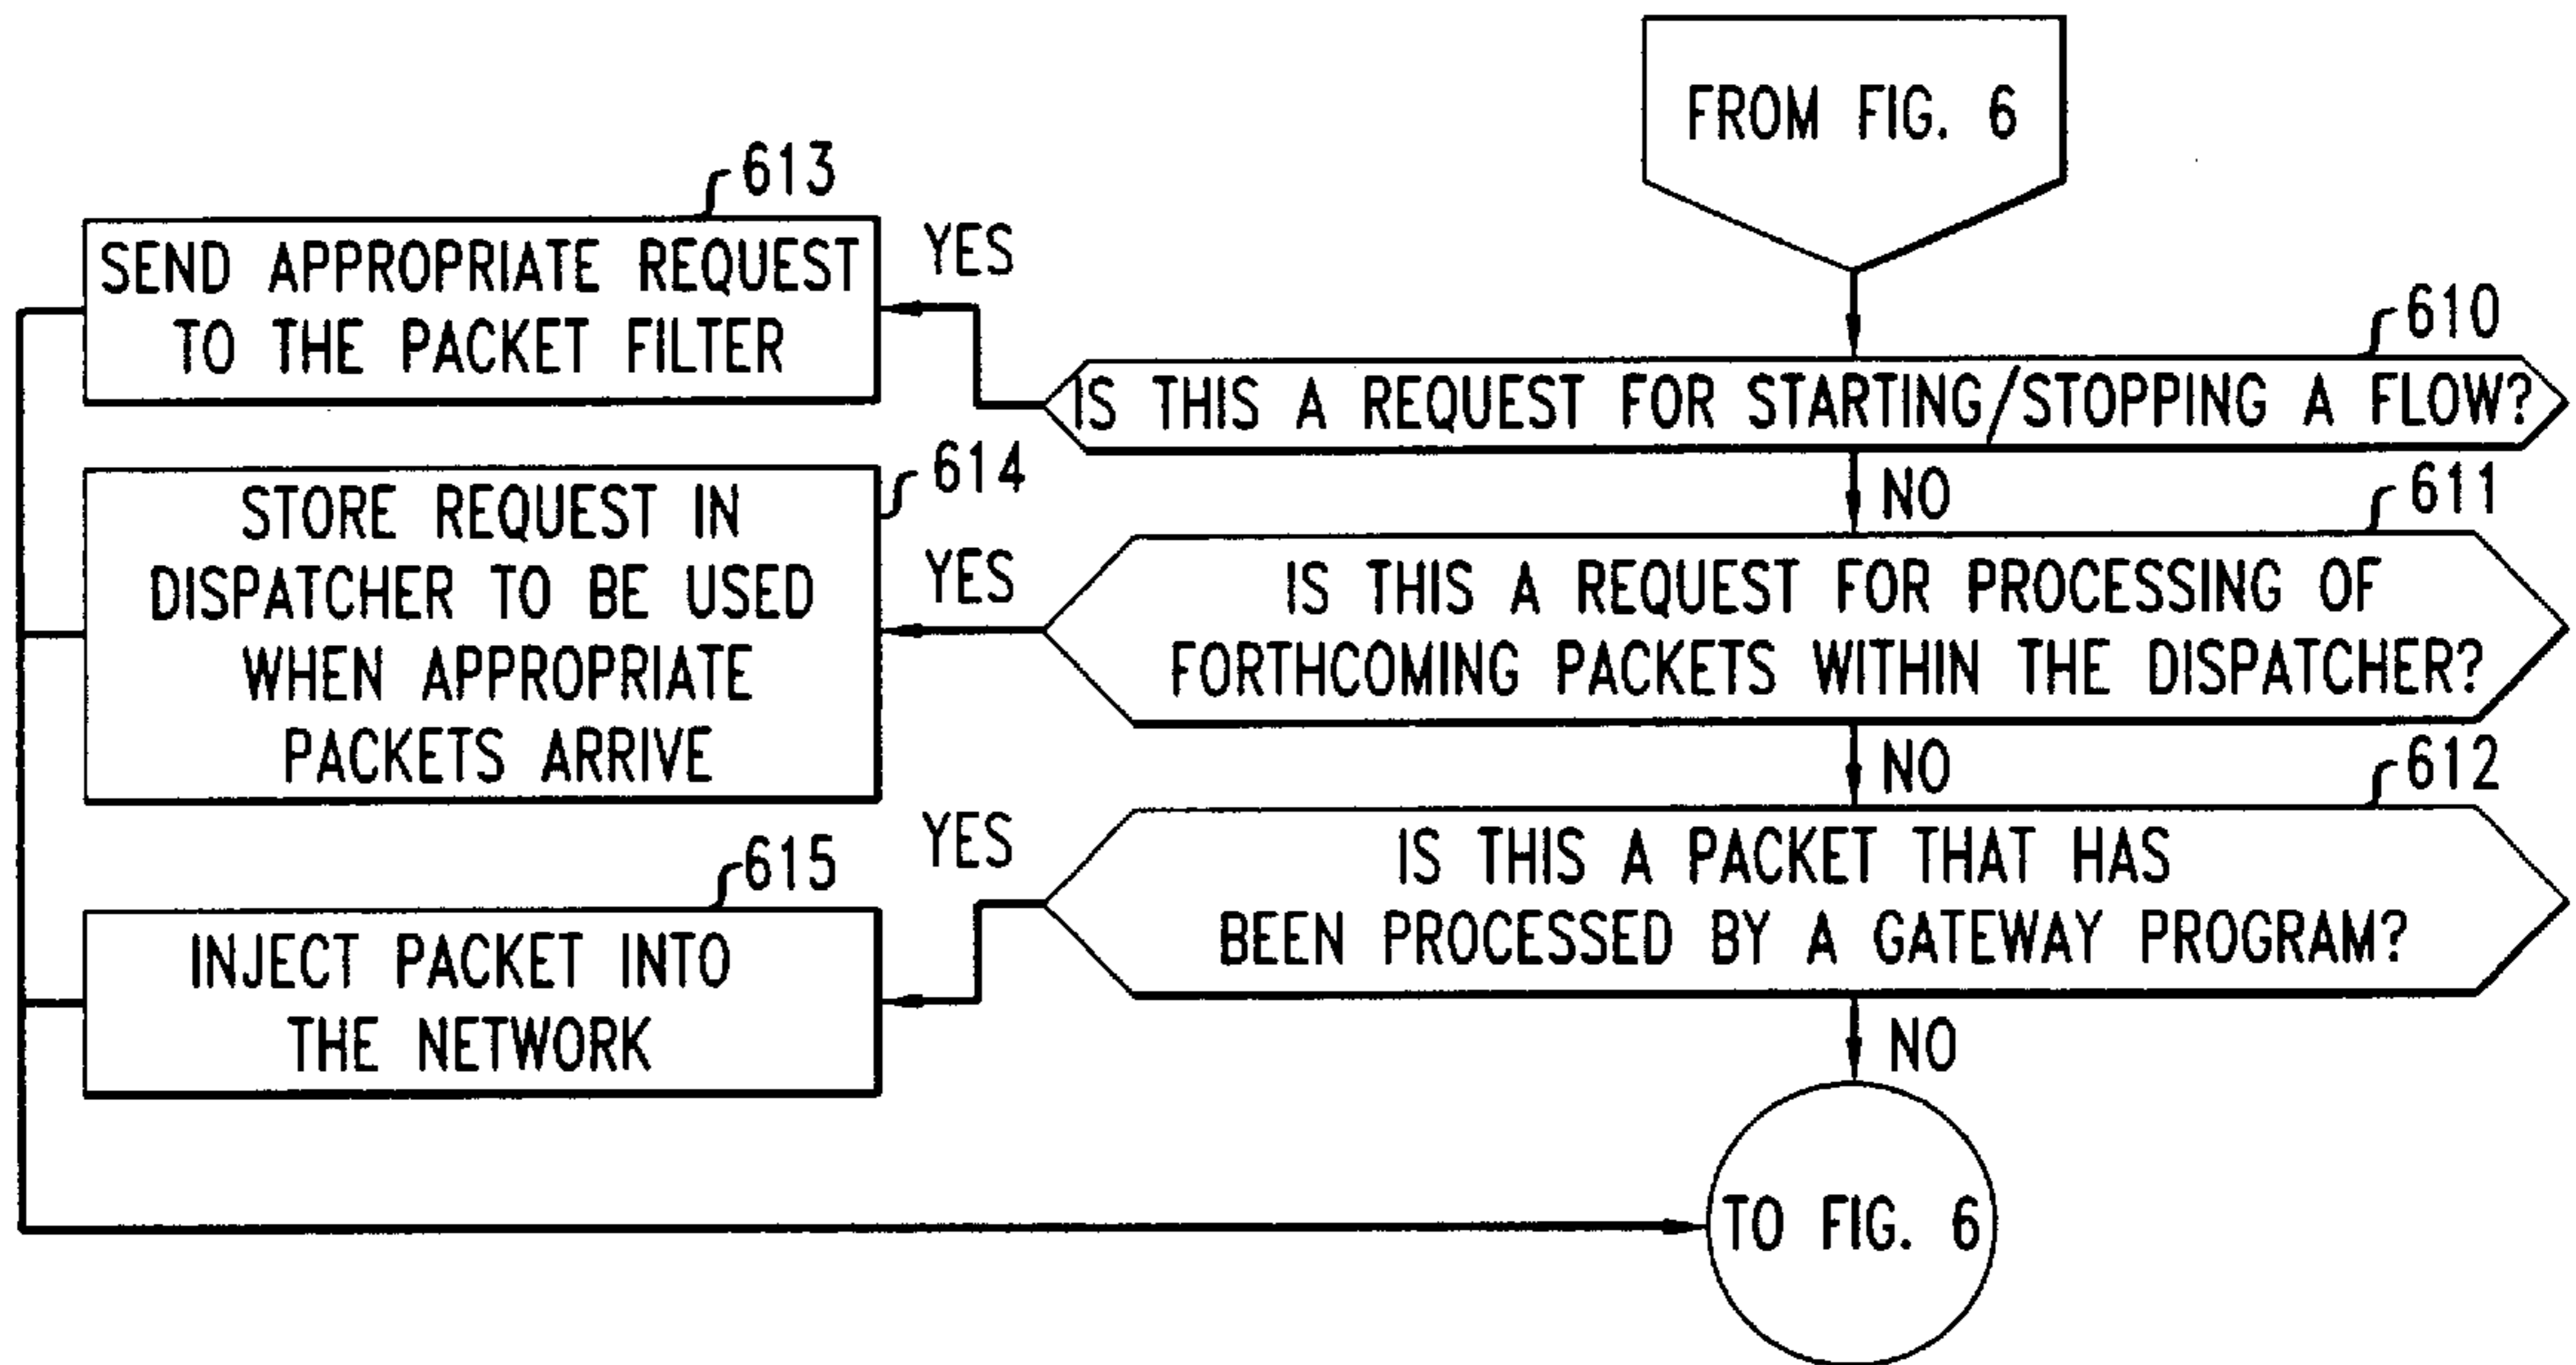 FROM FIG. 6
613
SEND APPROPRIATE REQUEST
TO THE PACKET FILTER
YES
610
IS THIS A REQUEST FOR STARTING/STOPPING A FLOW?
NO
614
STORE REQUEST IN
DISPATCHER TO BE USED
WHEN APPROPRIATE
PACKETS ARRIVE
YES
611
IS THIS A REQUEST FOR PROCESSING OF
FORTHCOMING PACKETS WITHIN THE DISPATCHER?
NO
615
INJECT PACKET INTO
THE NETWORK
YES
612
IS THIS A PACKET THAT HAS
BEEN PROCESSED BY A GATEWAY PROGRAM?
NO
TO FIG. 6